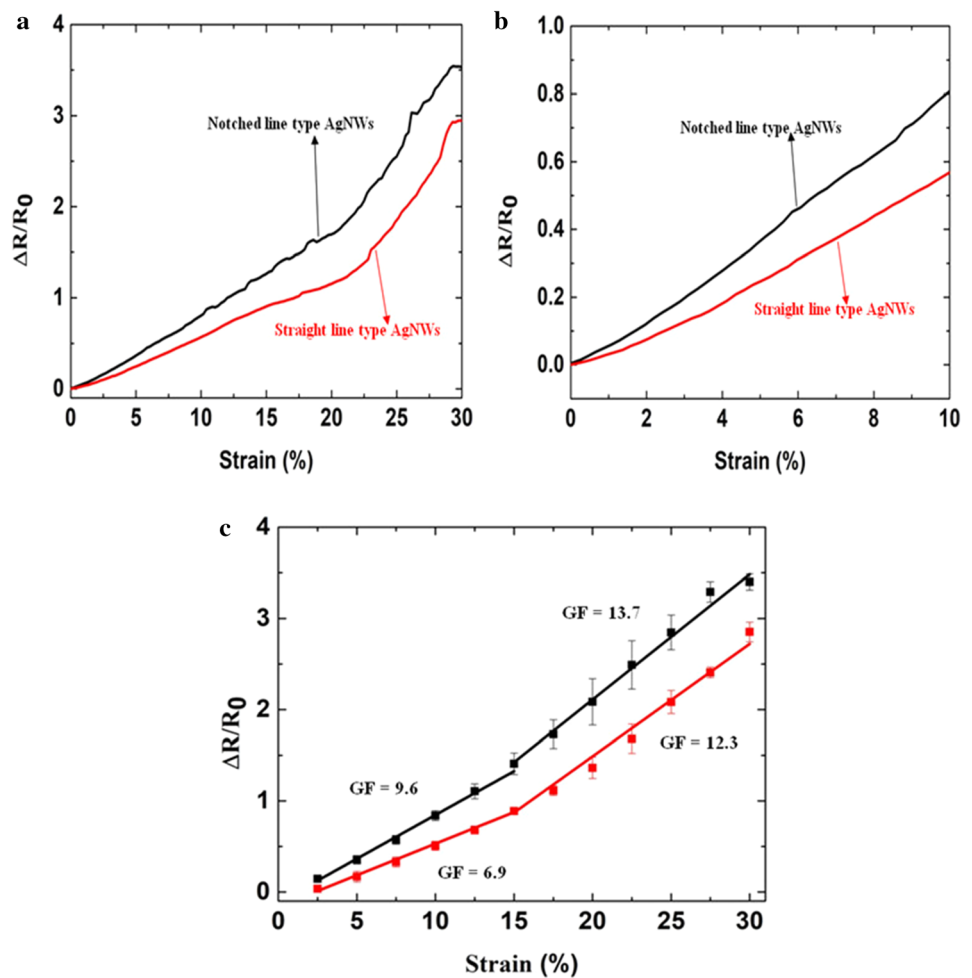 a
4
3
2
1
0
ΔR/R0
Notched line type AgNWs
Straight line type AgNWs
0 5 10 15 20 25 30
Strain (%)
b
1.0
0.8
0.6
0.4
0.2
0.0
ΔR/R0
Notched line type AgNWs
Straight line type AgNWs
0 2 4 6 8 10
Strain (%)
c
4
3
2
1
0
ΔR/R0
GF = 13.7
GF = 12.3
GF = 9.6
GF = 6.9
0 5 10 15 20 25 30
Strain (%)